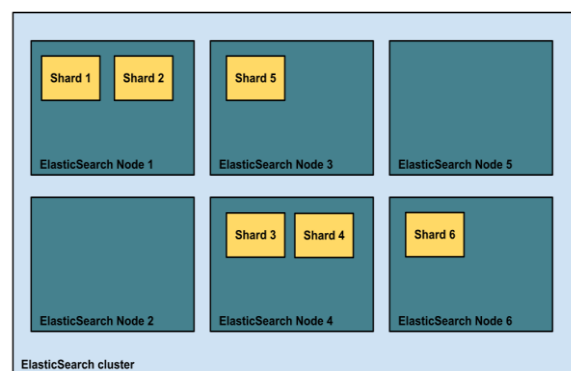 Shard 1
Shard 2
ElasticSearch Node 1
Shard 5
ElasticSearch Node 3
ElasticSearch Node 5
ElasticSearch Node 2
Shard 3
Shard 4
ElasticSearch Node 4
Shard 6
ElasticSearch Node 6
ElasticSearch cluster